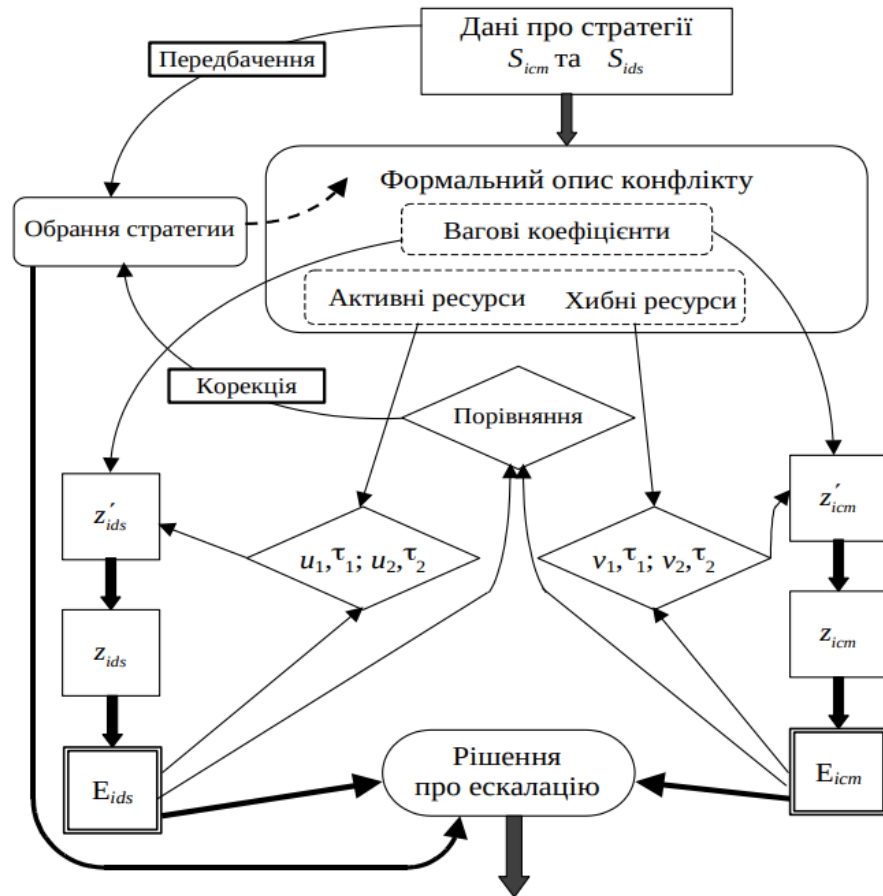 Дані про стратегії
S_icm та S_ids
Передбачення
Формальний опис конфлікту
Обрання стратегии
Вагові коефіцієнти
Активні ресурси
Хибні ресурси
Корекція
Порівняння
z′_ids
z′_icm
u₁,τ₁; u₂,τ₂
v₁,τ₁; v₂,τ₂
z_ids
z_icm
E_ids
Рішення
про ескалацію
E_icm